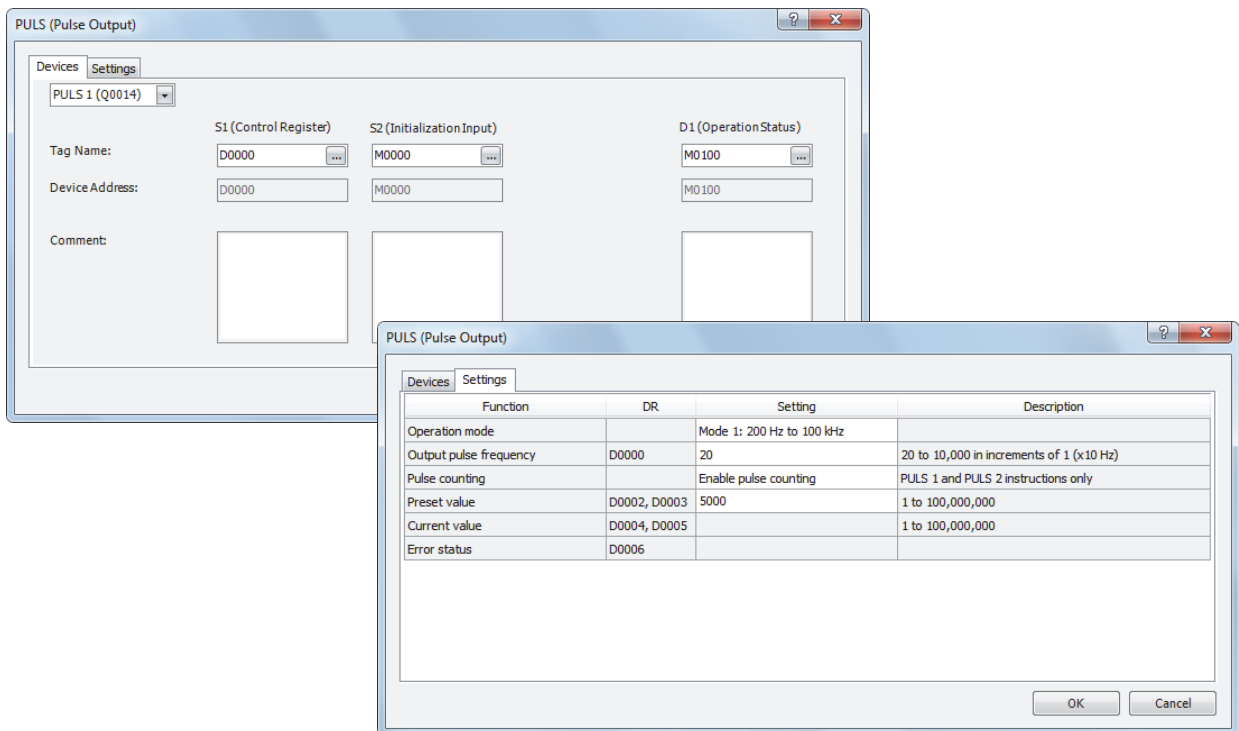 PULS (Pulse Output)
Devices Settings
PULS 1 (Q0014)
S1 (Control Register) S2 (Initialization Input) D1 (Operation Status)
Tag Name: D0000 ... M0000 ... M0100 ...
Device Address: D0000 M0000 M0100
Comment:
PULS (Pulse Output)
Devices Settings
Function DR Setting Description
Operation mode Mode 1: 200 Hz to 100 kHz
Output pulse frequency D0000 20 20 to 10,000 in increments of 1 (x10 Hz)
Pulse counting Enable pulse counting PULS 1 and PULS 2 instructions only
Preset value D0002, D0003 5000 1 to 100,000,000
Current value D0004, D0005 1 to 100,000,000
Error status D0006
OK Cancel